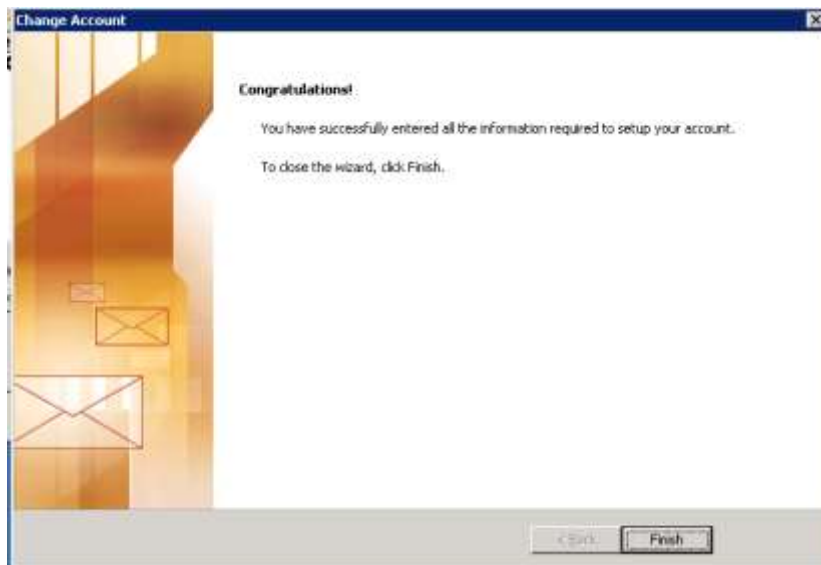 Change Account
Congratulations!
You have successfully entered all the information required to setup your account.
To close the wizard, click Finish.
< Back
Finish